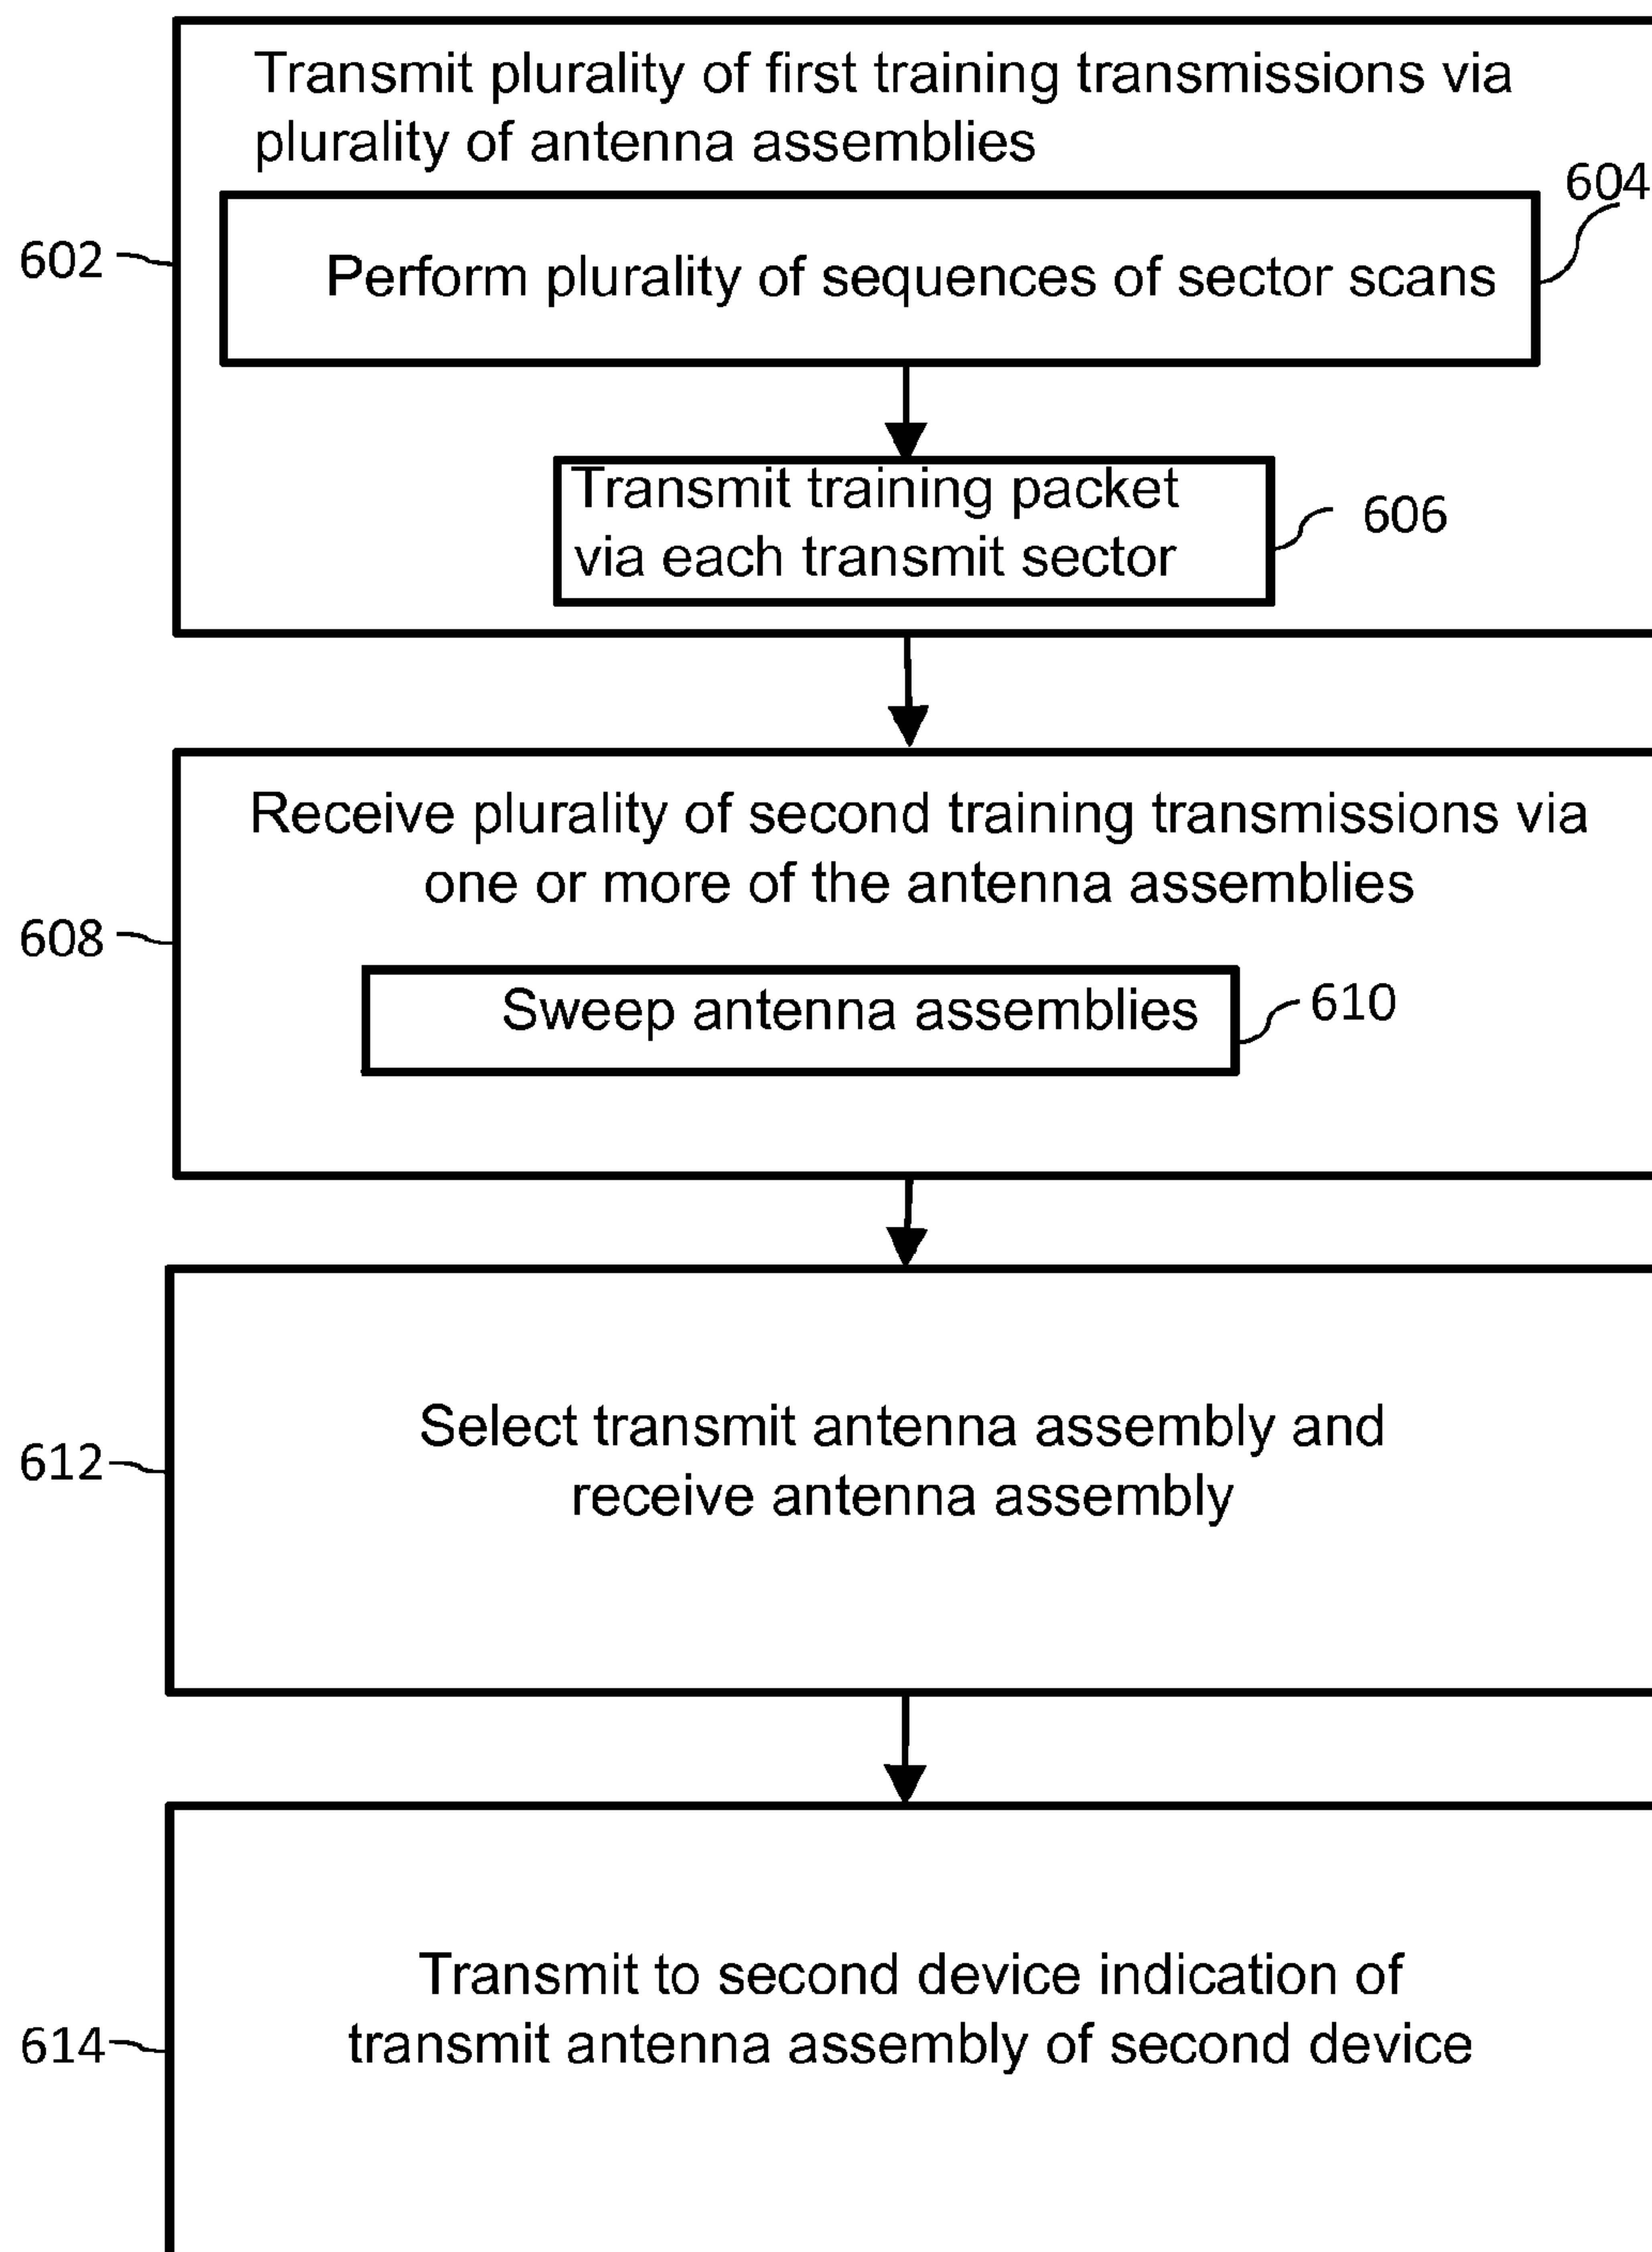 Transmit plurality of first training transmissions via
plurality of antenna assemblies
604
602
Perform plurality of sequences of sector scans
Transmit training packet
via each transmit sector
606
Receive plurality of second training transmissions via
one or more of the antenna assemblies
608
Sweep antenna assemblies
610
Select transmit antenna assembly and
receive antenna assembly
612
Transmit to second device indication of
transmit antenna assembly of second device
614